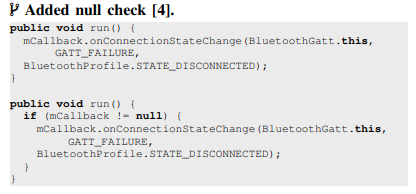 Added null check [4].
public void run() {
mCallback.onConnectionStateChange(BluetoothGatt.this,
GATT_FAILURE,
BluetoothProfile.STATE_DISCONNECTED);
}
public void run() {
if (mCallback != null) {
mCallback.onConnectionStateChange(BluetoothGatt.this,
GATT_FAILURE,
BluetoothProfile.STATE_DISCONNECTED);
}
}